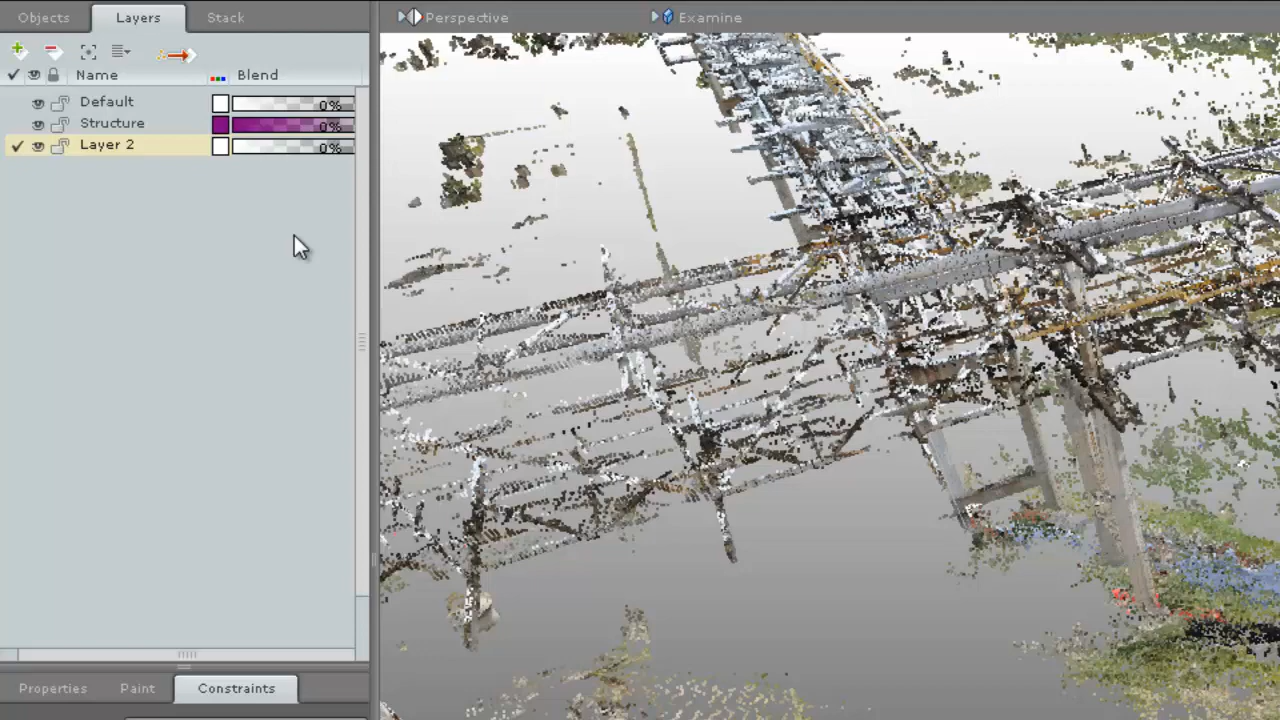 Objects Layers Stack
Perspective Examine
Name Blend
Default 0%
Structure 0%
Layer 2 0%
Properties Paint Constraints